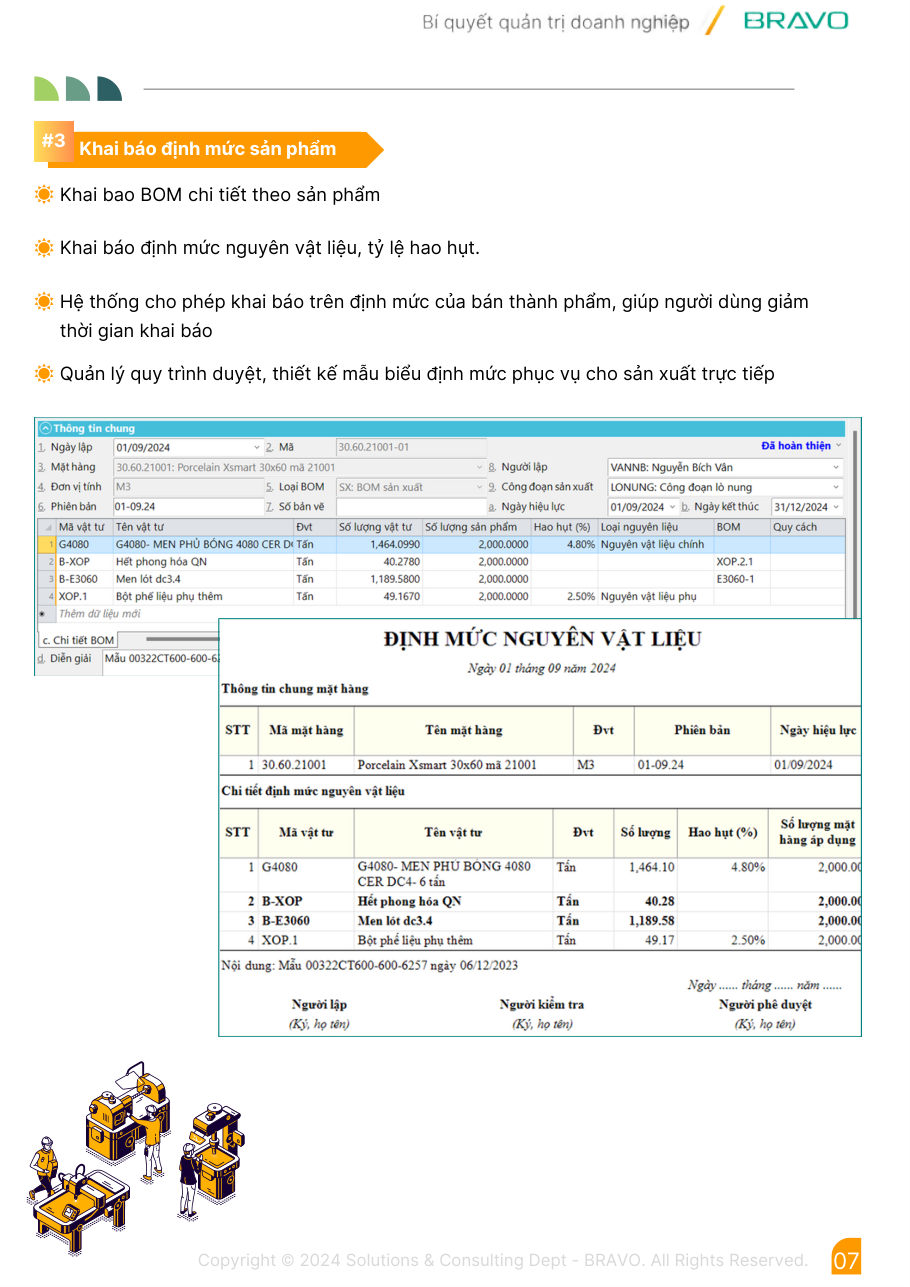 Bí quyết quản trị doanh nghiệp
BRAVO
#3
Khai báo định mức sản phẩm
Khai bao BOM chi tiết theo sản phẩm
Khai báo định mức nguyên vật liệu, tỷ lệ hao hụt.
Hệ thống cho phép khai báo trên định mức của bán thành phẩm, giúp người dùng giảm
thời gian khai báo
Quản lý quy trình duyệt, thiết kế mẫu biểu định mức phục vụ cho sản xuất trực tiếp
Thông tin chung
1. Ngày lập 01/09/2024 2. Mã 30.60.21001-01 Đã hoàn thiện
3. Mặt hàng 30.60.21001: Porcelain Xsmart 30x60 mã 21001 8. Người lập VANNB: Nguyễn Bích Vân
4. Đơn vị tính M3 5. Loại BOM SX: BOM sản xuất 9. Công đoạn sản xuất LONUNG: Công đoạn lò nung
6. Phiên bản 01-09.24 7. Số bản vẽ a. Ngày hiệu lực 01/09/2024 b. Ngày kết thúc 31/12/2024
Mã vật tư Tên vật tư Đvt Số lượng vật tư Số lượng sản phẩm Hao hụt (%) Loại nguyên liệu BOM Quy cách
1 G4080 G4080- MEN PHỦ BÓNG 4080 CER D Tấn 1,464.0990 2,000.0000 4.80% Nguyên vật liệu chính
2 B-XOP Hết phong hóa QN Tấn 40.2780 2,000.0000 XOP.2.1
3 B-E3060 Men lót dc3.4 Tấn 1,189.5800 2,000.0000 E3060-1
4 XOP.1 Bột phế liệu phụ thêm Tấn 49.1670 2,000.0000 2.50% Nguyên vật liệu phụ
Thêm dữ liệu mới
c. Chi tiết BOM
d. Diễn giải Mẫu 00322CT600-600-62
ĐỊNH MỨC NGUYÊN VẬT LIỆU
Ngày 01 tháng 09 năm 2024
Thông tin chung mặt hàng
STT Mã mặt hàng Tên mặt hàng Đvt Phiên bản Ngày hiệu lực
1 30.60.21001 Porcelain Xsmart 30x60 mã 21001 M3 01-09.24 01/09/2024
Chi tiết định mức nguyên vật liệu
STT Mã vật tư Tên vật tư Đvt Số lượng Hao hụt (%) Số lượng mặt
hàng áp dụng
1 G4080 G4080- MEN PHỦ BÓNG 4080 Tấn 1,464.10 4.80% 2,000.00
CER DC4- 6 tấn
2 B-XOP Hết phong hóa QN Tấn 40.28 2,000.00
3 B-E3060 Men lót dc3.4 Tấn 1,189.58 2,000.00
4 XOP.1 Bột phế liệu phụ thêm Tấn 49.17 2.50% 2,000.00
Nội dung: Mẫu 00322CT600-600-6257 ngày 06/12/2023
Ngày ...... tháng ...... năm ......
Người lập Người kiểm tra Người phê duyệt
(Ký, họ tên) (Ký, họ tên) (Ký, họ tên)
Copyright © 2024 Solutions & Consulting Dept - BRAVO. All Rights Reserved.
07